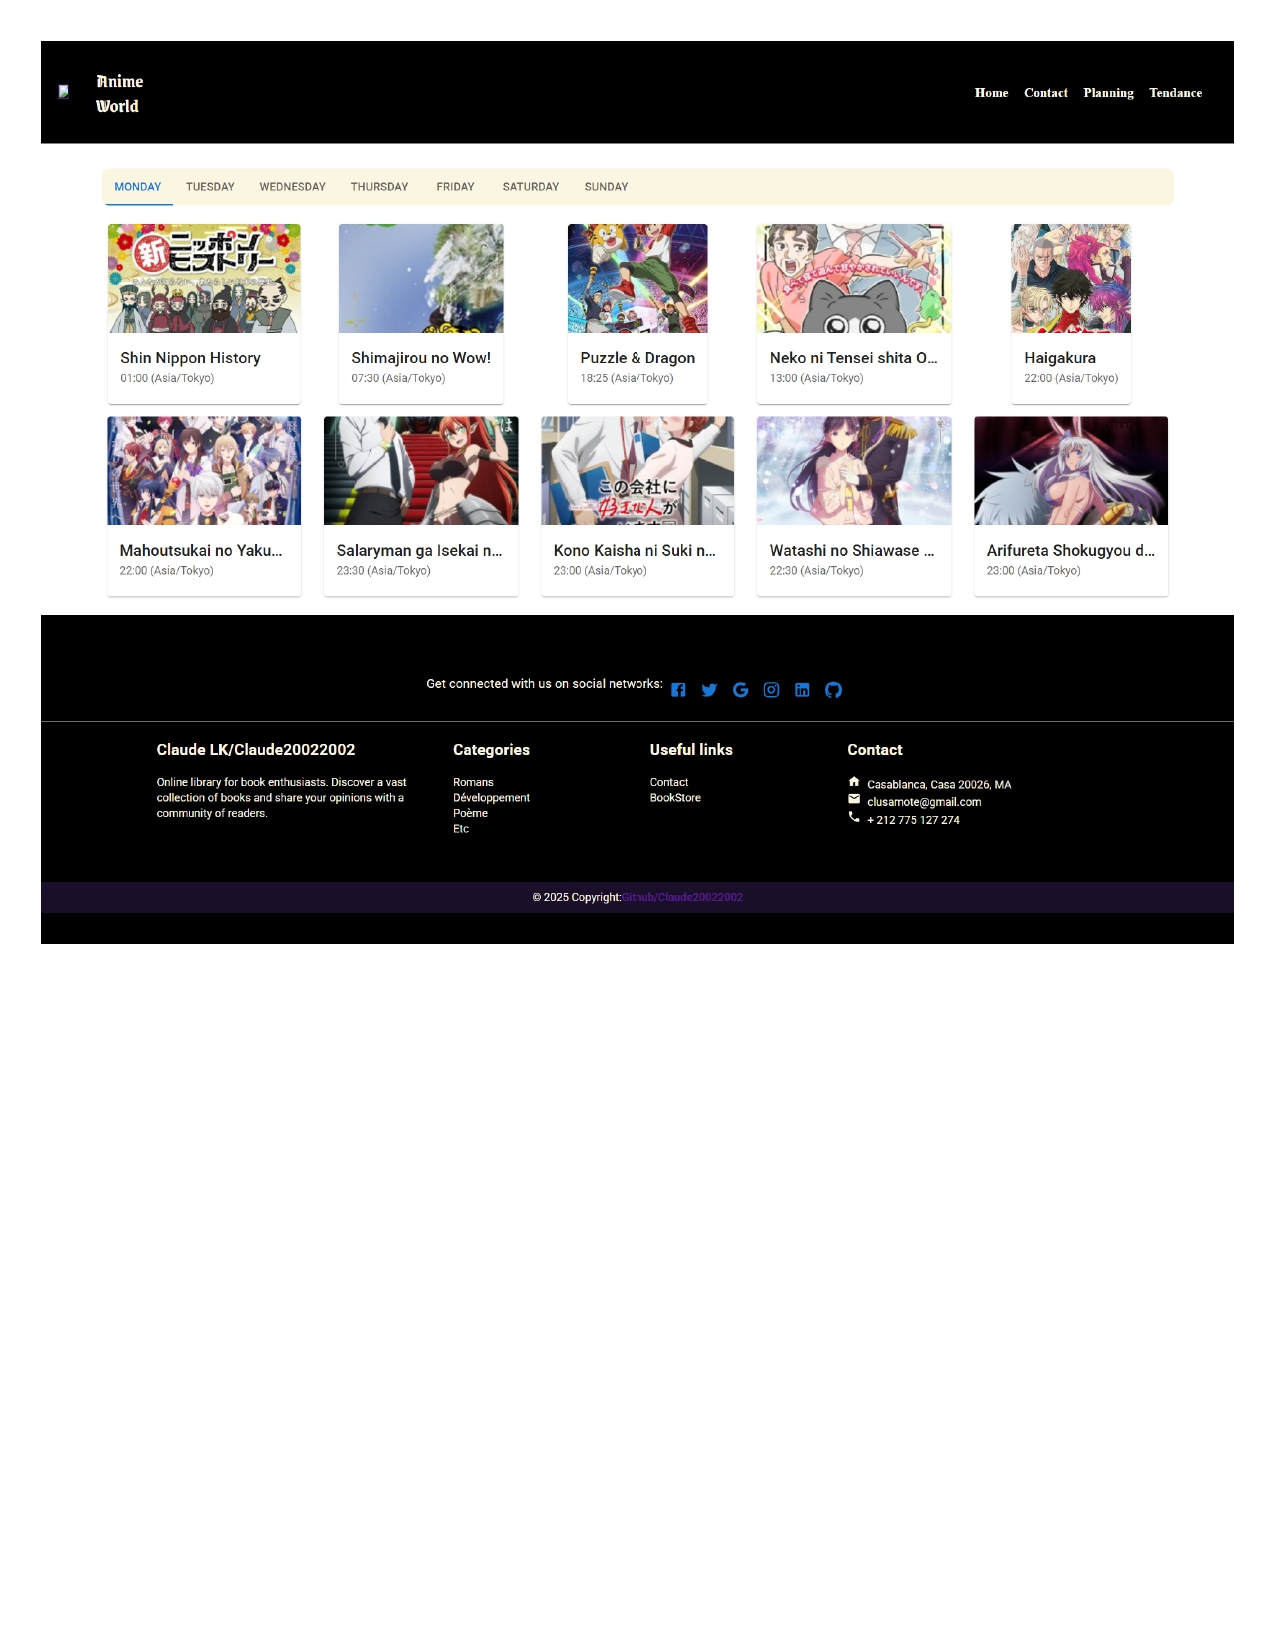 Anime
World
Home Contact Planning Tendance
MONDAY TUESDAY WEDNESDAY THURSDAY FRIDAY SATURDAY SUNDAY
新
ニッポン
ヒストリー
Shin Nippon History
01:00 (Asia/Tokyo)
Shimajirou no Wow!
07:30 (Asia/Tokyo)
Puzzle & Dragon
18:25 (Asia/Tokyo)
Neko ni Tensei shita O...
13:00 (Asia/Tokyo)
Haigakura
22:00 (Asia/Tokyo)
Mahoutsukai no Yaku...
22:00 (Asia/Tokyo)
は
Salaryman ga Isekai n...
23:30 (Asia/Tokyo)
この会社に
好きな人が
います
Kono Kaisha ni Suki n...
23:00 (Asia/Tokyo)
Watashi no Shiawase ...
22:30 (Asia/Tokyo)
Arifureta Shokugyou d...
23:00 (Asia/Tokyo)
Get connected with us on social networks:
Claude LK/Claude20022002
Online library for book enthusiasts. Discover a vast
collection of books and share your opinions with a
community of readers.
Categories
Romans
Développement
Poème
Etc
Useful links
Contact
BookStore
Contact
Casablanca, Casa 20026, MA
clusamote@gmail.com
+ 212 775 127 274
© 2025 Copyright:Github/Claude20022002